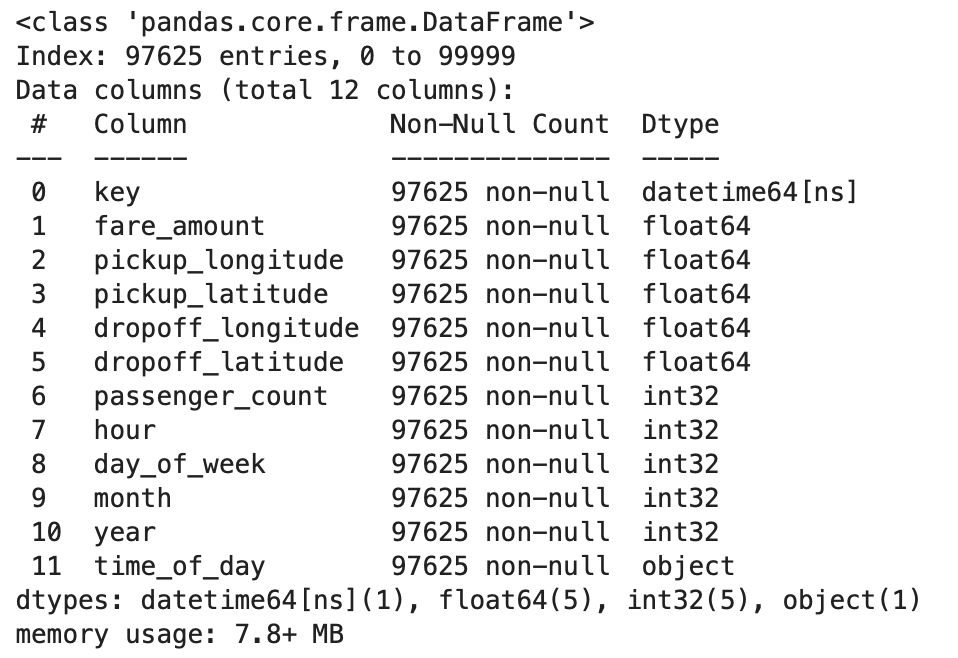 <class 'pandas.core.frame.DataFrame'>
Index: 97625 entries, 0 to 99999
Data columns (total 12 columns):
 #   Column             Non-Null Count  Dtype
---  ------             --------------  -----
 0   key                97625 non-null  datetime64[ns]
 1   fare_amount        97625 non-null  float64
 2   pickup_longitude   97625 non-null  float64
 3   pickup_latitude    97625 non-null  float64
 4   dropoff_longitude  97625 non-null  float64
 5   dropoff_latitude   97625 non-null  float64
 6   passenger_count    97625 non-null  int32
 7   hour               97625 non-null  int32
 8   day_of_week        97625 non-null  int32
 9   month              97625 non-null  int32
 10  year               97625 non-null  int32
 11  time_of_day        97625 non-null  object
dtypes: datetime64[ns](1), float64(5), int32(5), object(1)
memory usage: 7.8+ MB